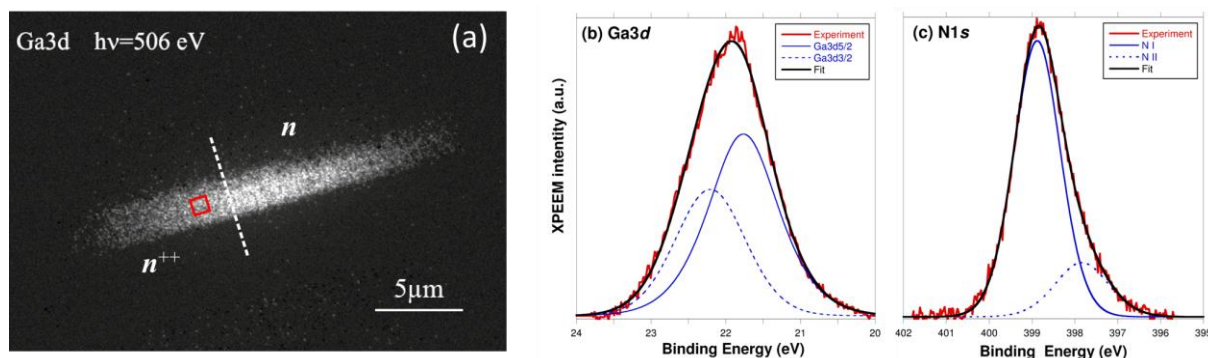 Ga3d hν=506 eV (a)
n
n++
5μm
XPEEM intentity (a.u.)
(b) Ga3d
Experiment
Ga3d5/2
Ga3d3/2
Fit
24 23 22 21 20
Binding Energy (eV)
(c) N1s
Experiment
N I
N II
Fit
402 401 400 399 398 397 396 395
Binding Energy (eV)